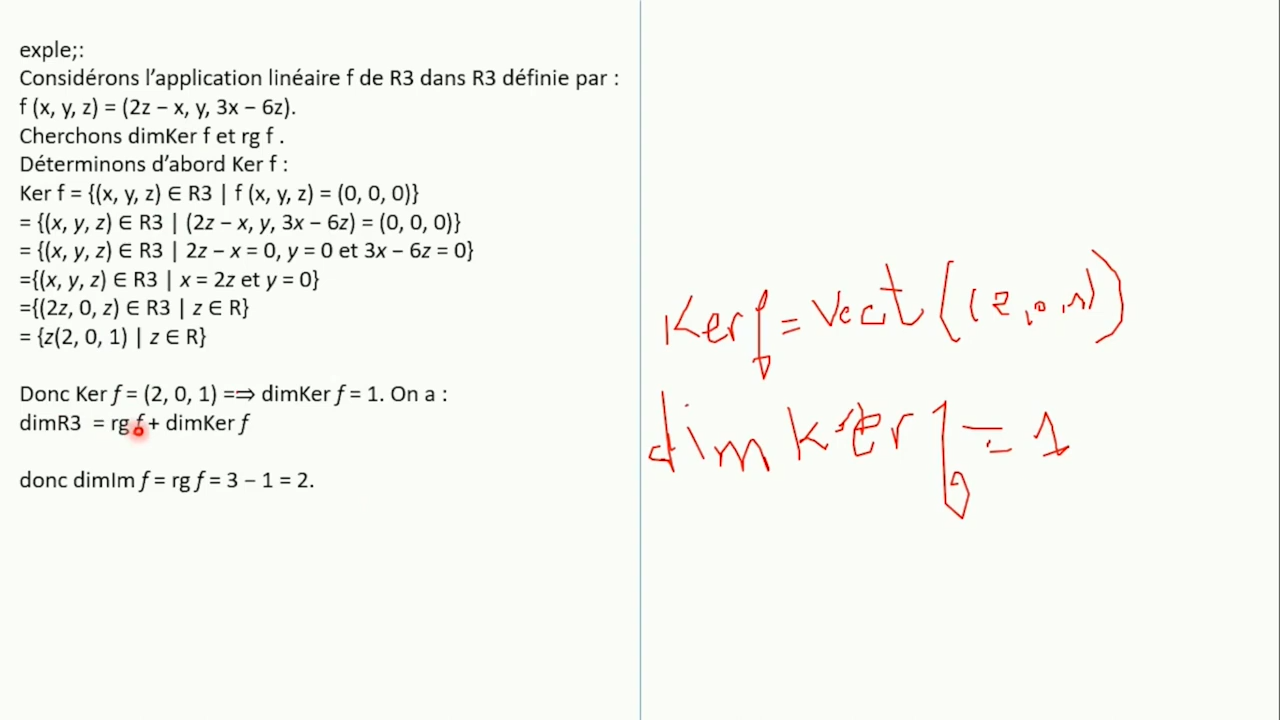 exple;:
Considérons l’application linéaire f de R3 dans R3 définie par :
f (x, y, z) = (2z − x, y, 3x − 6z).
Cherchons dimKer f et rg f .
Déterminons d’abord Ker f :
Ker f = {(x, y, z) ∈ R3 | f (x, y, z) = (0, 0, 0)}
= {(x, y, z) ∈ R3 | (2z − x, y, 3x − 6z) = (0, 0, 0)}
= {(x, y, z) ∈ R3 | 2z − x = 0, y = 0 et 3x − 6z = 0}
={(x, y, z) ∈ R3 | x = 2z et y = 0}
={(2z, 0, z) ∈ R3 | z ∈ R}
= {z(2, 0, 1) | z ∈ R}
Donc Ker f = (2, 0, 1) =⇒ dimKer f = 1. On a :
dimR3 = rg f + dimKer f
donc dimIm f = rg f = 3 − 1 = 2.
Ker f = Vect ((2,0,1))
dim Ker f = 1